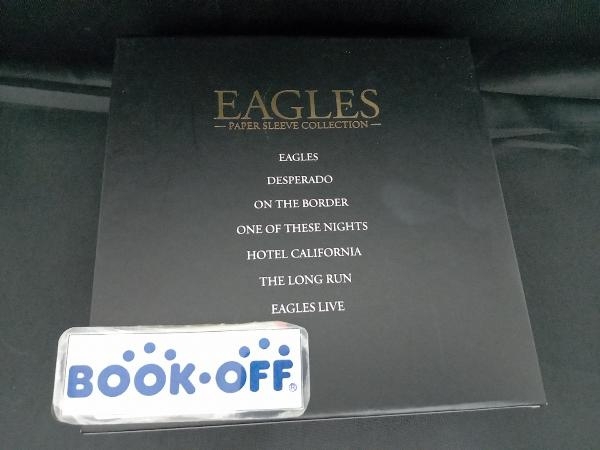 EAGLES
— PAPER SLEEVE COLLECTION —
EAGLES
DESPERADO
ON THE BORDER
ONE OF THESE NIGHTS
HOTEL CALIFORNIA
THE LONG RUN
EAGLES LIVE
BOOK·OFF®